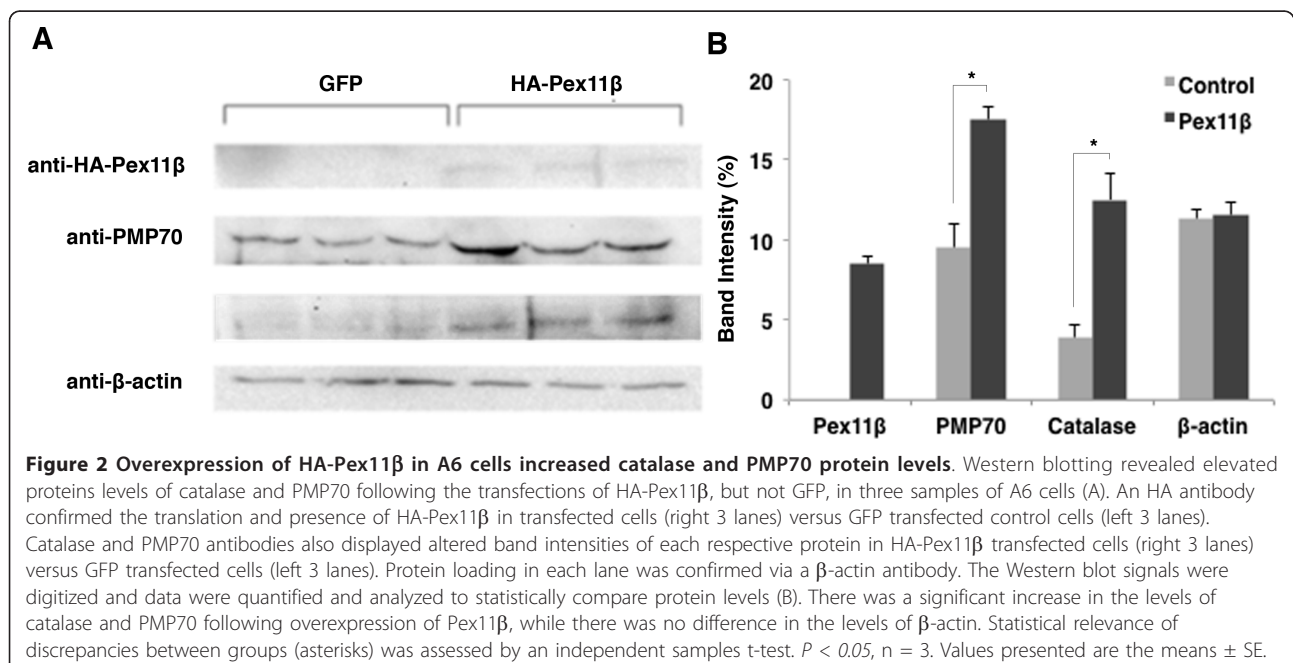 A
B
GFP
HA-Pex11β
anti-HA-Pex11β
anti-PMP70
anti-β-actin
20
15
10
5
0
Band Intensity (%)
*
*
Control
Pex11β
Pex11β
PMP70
Catalase
β-actin
Figure 2 Overexpression of HA-Pex11β in A6 cells increased catalase and PMP70 protein levels. Western blotting revealed elevated
proteins levels of catalase and PMP70 following the transfections of HA-Pex11β, but not GFP, in three samples of A6 cells (A). An HA antibody
confirmed the translation and presence of HA-Pex11β in transfected cells (right 3 lanes) versus GFP transfected control cells (left 3 lanes).
Catalase and PMP70 antibodies also displayed altered band intensities of each respective protein in HA-Pex11β transfected cells (right 3 lanes)
versus GFP transfected cells (left 3 lanes). Protein loading in each lane was confirmed via a β-actin antibody. The Western blot signals were
digitized and data were quantified and analyzed to statistically compare protein levels (B). There was a significant increase in the levels of
catalase and PMP70 following overexpression of Pex11β, while there was no difference in the levels of β-actin. Statistical relevance of
discrepancies between groups (asterisks) was assessed by an independent samples t-test. P < 0.05, n = 3. Values presented are the means ± SE.